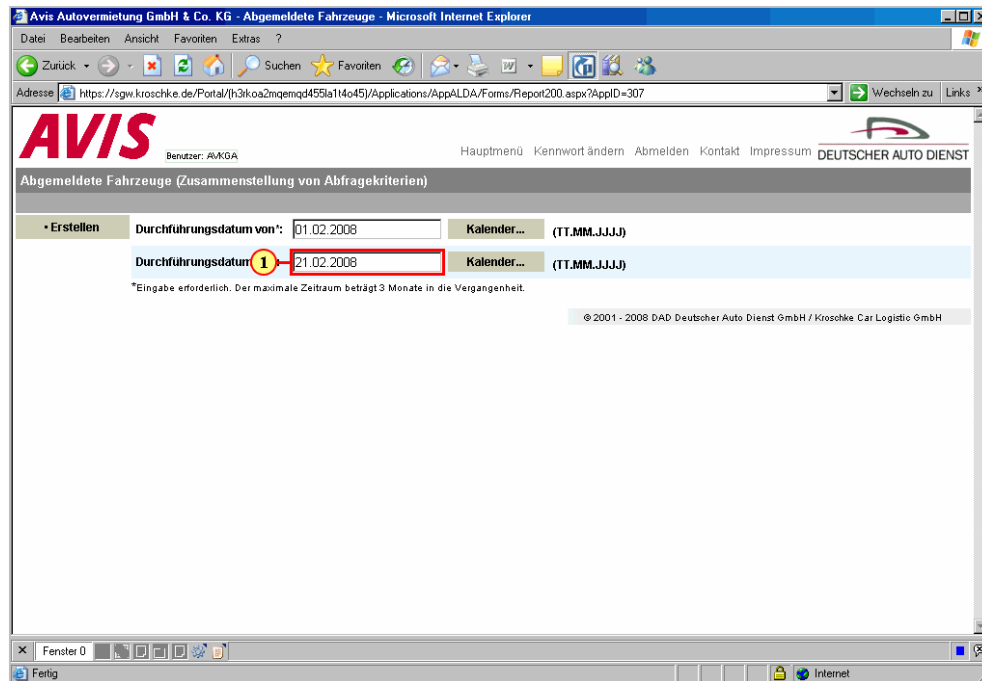 Avis Autovermietung GmbH & Co. KG - Abgemeldete Fahrzeuge - Microsoft Internet Explorer
Datei Bearbeiten Ansicht Favoriten Extras ?
Zurück Suchen Favoriten
Adresse https://sgw.kroschke.de/Portal/(h3rkoa2mqemqd455la1t4o45)/Applications/AppALDA/Forms/Report200.aspx?AppID=307 Wechseln zu Links »
AVIS Benutzer: AVKGA Hauptmenü Kennwort ändern Abmelden Kontakt Impressum DEUTSCHER AUTO DIENST
Abgemeldete Fahrzeuge (Zusammenstellung von Abfragekriterien)
• Erstellen Durchführungsdatum von*: 01.02.2008 Kalender... (TT.MM.JJJJ)
Durchführungsdatum 1 21.02.2008 Kalender... (TT.MM.JJJJ)
*Eingabe erforderlich. Der maximale Zeitraum beträgt 3 Monate in die Vergangenheit.
© 2001 - 2008 DAD Deutscher Auto Dienst GmbH / Kroschke Car Logistic GmbH
Fenster 0
Fertig Internet